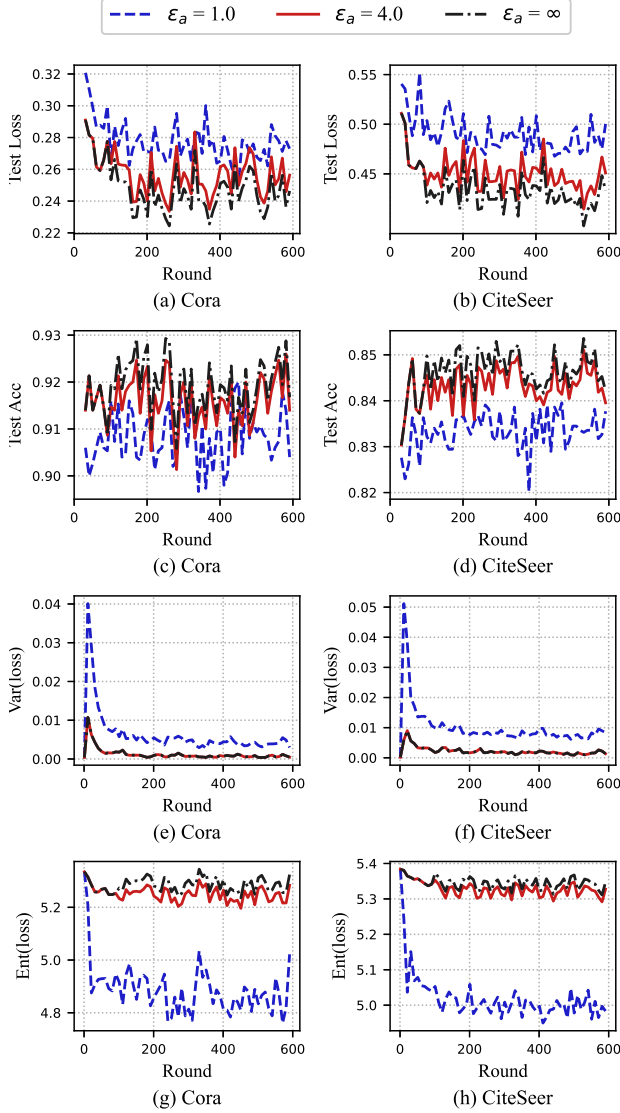 εₐ = 1.0 εₐ = 4.0 εₐ = ∞
Test Loss
0.32
0.30
0.28
0.26
0.24
0.22
0 200 400 600
Round
(a) Cora
Test Loss
0.55
0.50
0.45
0 200 400 600
Round
(b) CiteSeer
Test Acc
0.93
0.92
0.91
0.90
0 200 400 600
Round
(c) Cora
Test Acc
0.85
0.84
0.83
0.82
0 200 400 600
Round
(d) CiteSeer
Var(loss)
0.04
0.03
0.02
0.01
0.00
0 200 400 600
Round
(e) Cora
Var(loss)
0.05
0.04
0.03
0.02
0.01
0.00
0 200 400 600
Round
(f) CiteSeer
Ent(loss)
5.2
5.0
4.8
0 200 400 600
Round
(g) Cora
Ent(loss)
5.4
5.3
5.2
5.1
5.0
0 200 400 600
Round
(h) CiteSeer